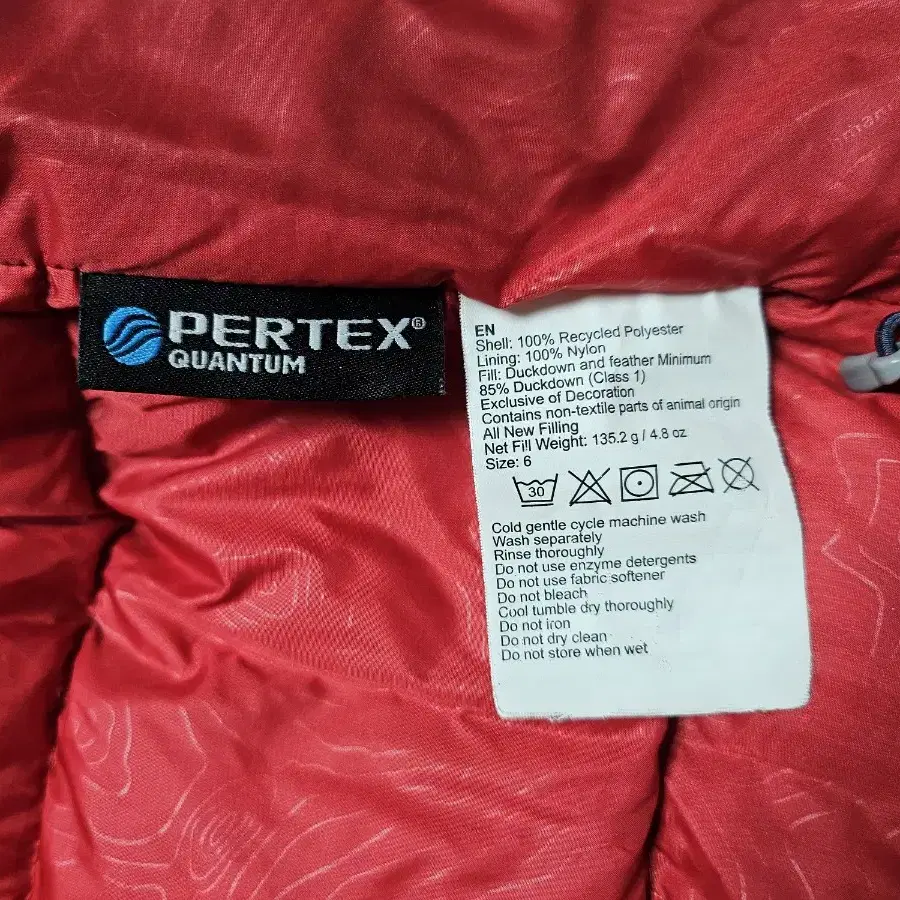 PERTEX®
QUANTUM
EN
Shell: 100% Recycled Polyester
Lining: 100% Nylon
Fill: Duckdown and feather Minimum
85% Duckdown (Class 1)
Exclusive of Decoration
Contains non-textile parts of animal origin
All New Filling
Net Fill Weight: 135.2 g / 4.8 oz
Size: 6
30
Cold gentle cycle machine wash
Wash separately
Rinse thoroughly
Do not use enzyme detergents
Do not use fabric softener
Do not bleach
Cool tumble dry thoroughly
Do not iron
Do not dry clean
Do not store when wet